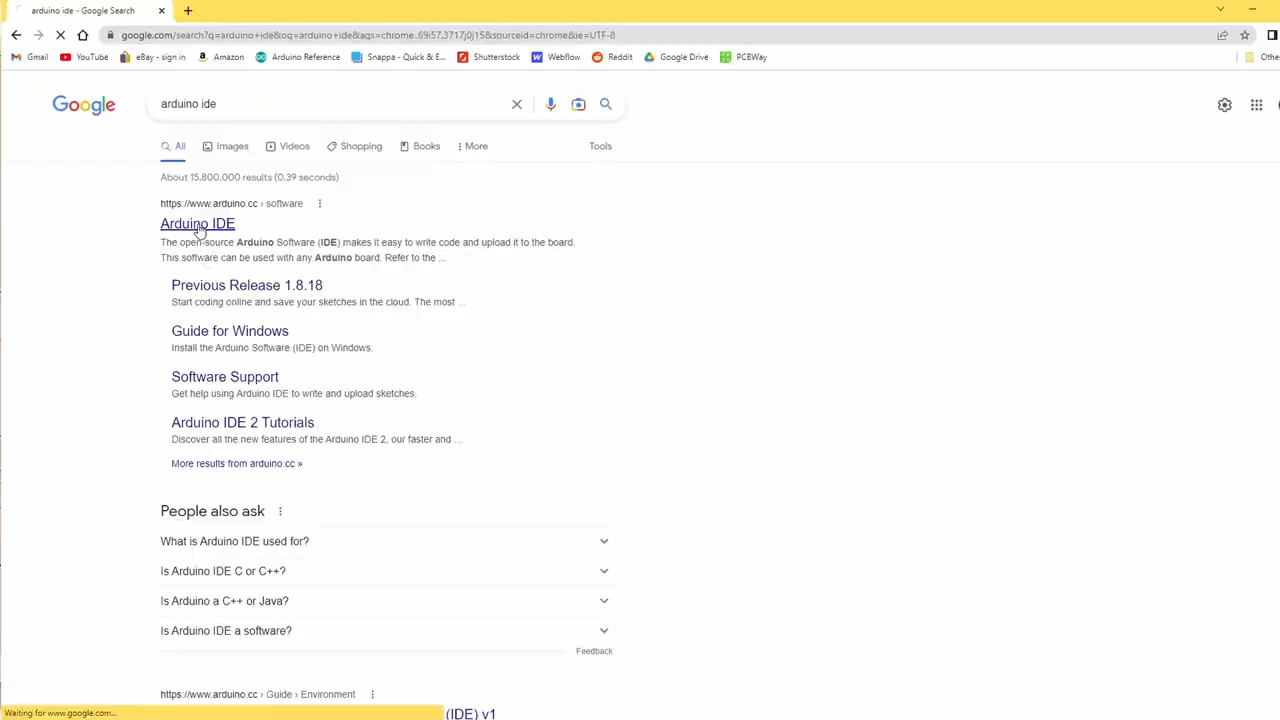 arduino ide - Google Search
google.com/search?q=arduino+ide&oq=arduino+ide&aqs=chrome..69i57.3717j0j15&sourceid=chrome&ie=UTF-8
Gmail YouTube eBay - sign in Amazon Arduino Reference Snappa - Quick & E... Shutterstock Webflow Reddit Google Drive PCBWay Othe
Google arduino ide
All Images Videos Shopping Books More Tools
About 15,800,000 results (0.39 seconds)
https://www.arduino.cc › software
Arduino IDE
The open-source Arduino Software (IDE) makes it easy to write code and upload it to the board.
This software can be used with any Arduino board. Refer to the ...
Previous Release 1.8.18
Start coding online and save your sketches in the cloud. The most ...
Guide for Windows
Install the Arduino Software (IDE) on Windows.
Software Support
Get help using Arduino IDE to write and upload sketches.
Arduino IDE 2 Tutorials
Discover all the new features of the Arduino IDE 2, our faster and ...
More results from arduino.cc »
People also ask
What is Arduino IDE used for?
Is Arduino IDE C or C++?
Is Arduino a C++ or Java?
Is Arduino IDE a software?
Feedback
https://www.arduino.cc › Guide › Environment
Waiting for www.google.com...
(IDE) v1